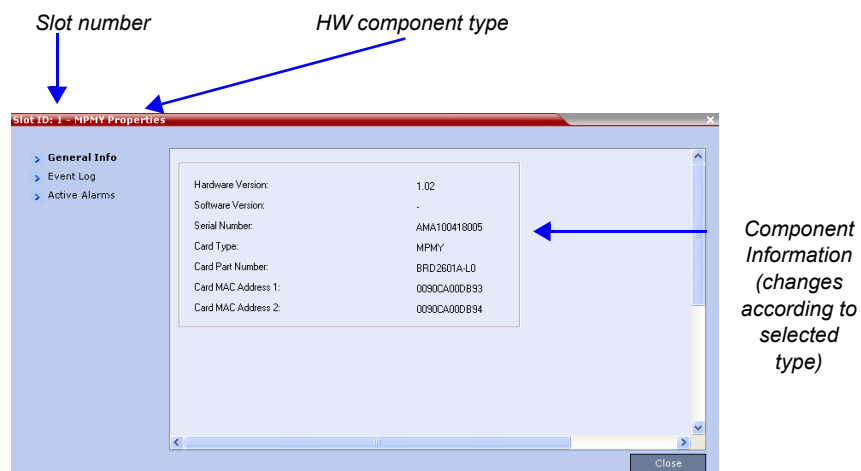 Slot number
HW component type
Slot ID: 1 - MPMY Properties
General Info
Event Log
Active Alarms
Hardware Version: 1.02
Software Version: -
Serial Number: AMA100418005
Card Type: MPMY
Card Part Number: BRD2601A-L0
Card MAC Address 1: 0090CA00DB93
Card MAC Address 2: 0090CA00DB94
Component
Information
(changes
according to
selected
type)
Close